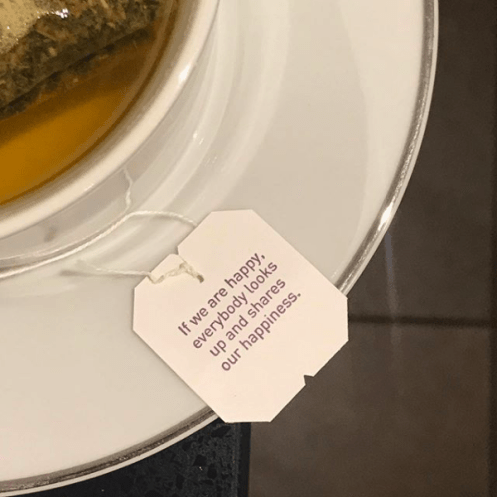 If we are happy,
everybody looks
up and shares
our happiness.